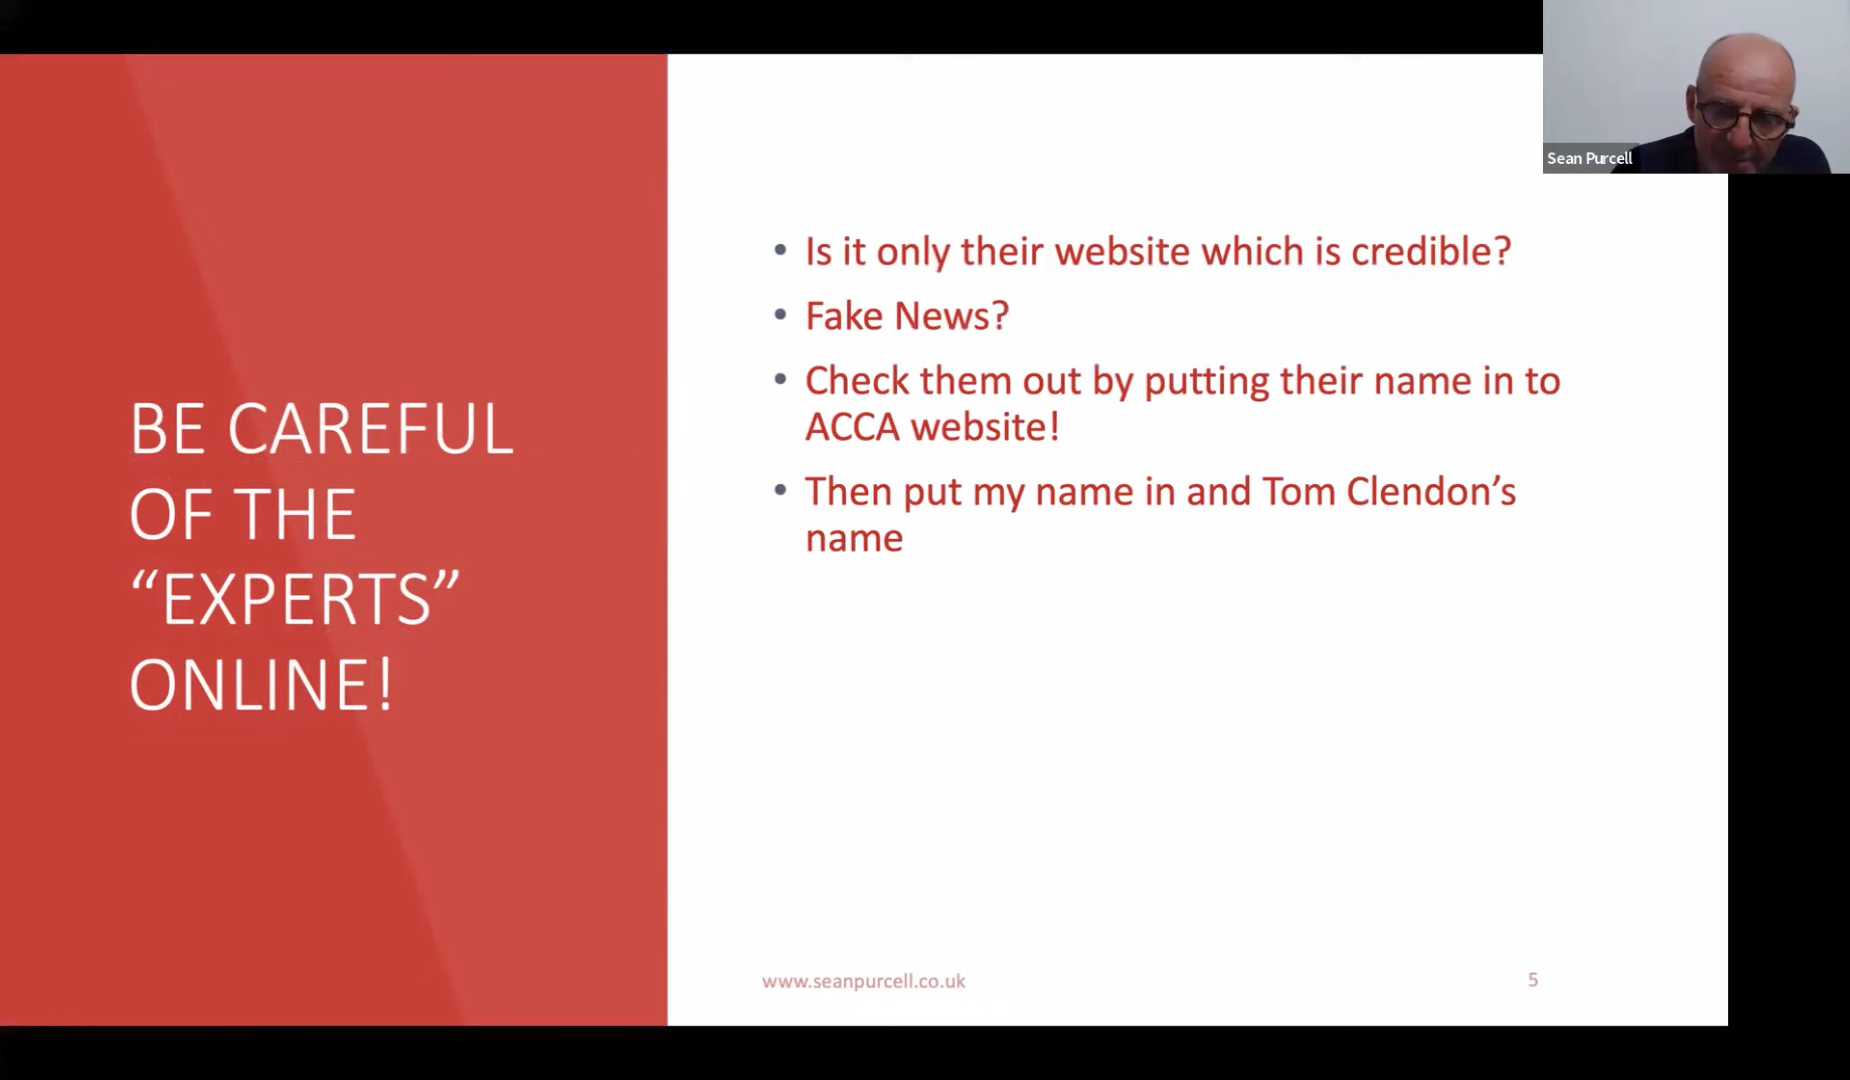 Sean Purcell
BE CAREFUL
OF THE
“EXPERTS”
ONLINE!
• Is it only their website which is credible?
• Fake News?
• Check them out by putting their name in to
ACCA website!
• Then put my name in and Tom Clendon’s
name
www.seanpurcell.co.uk
5